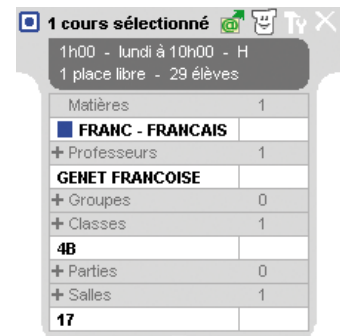 1 cours sélectionné
1h00 - lundi à 10h00 - H
1 place libre - 29 élèves
Matières 1
FRANC - FRANCAIS
+ Professeurs 1
GENET FRANCOISE
+ Groupes 0
+ Classes 1
4B
+ Parties 0
+ Salles 1
17